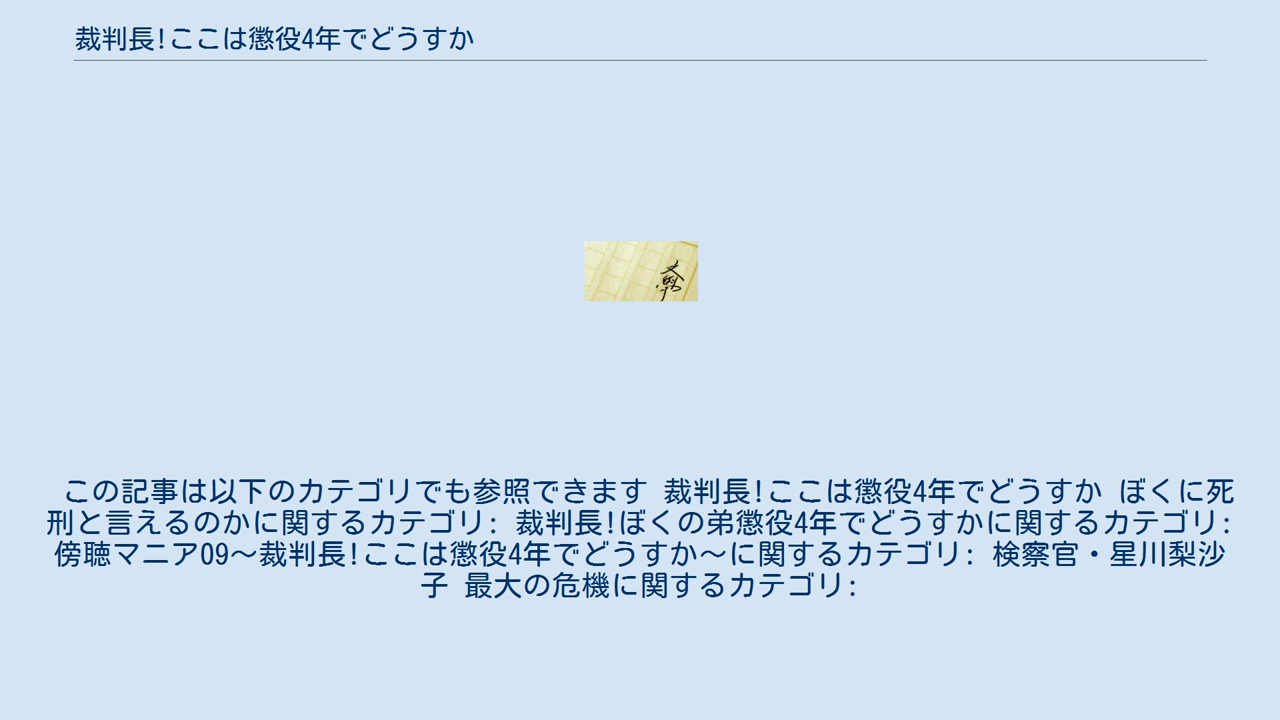 裁判長!ここは懲役4年でどうすか
この記事は以下のカテゴリでも参照できます 裁判長!ここは懲役4年でどうすか ぼくに死
刑と言えるのかに関するカテゴリ: 裁判長!ぼくの弟懲役4年でどうすかに関するカテゴリ:
傍聴マニア09〜裁判長!ここは懲役4年でどうすか〜に関するカテゴリ: 検察官・星川梨沙
子 最大の危機に関するカテゴリ: